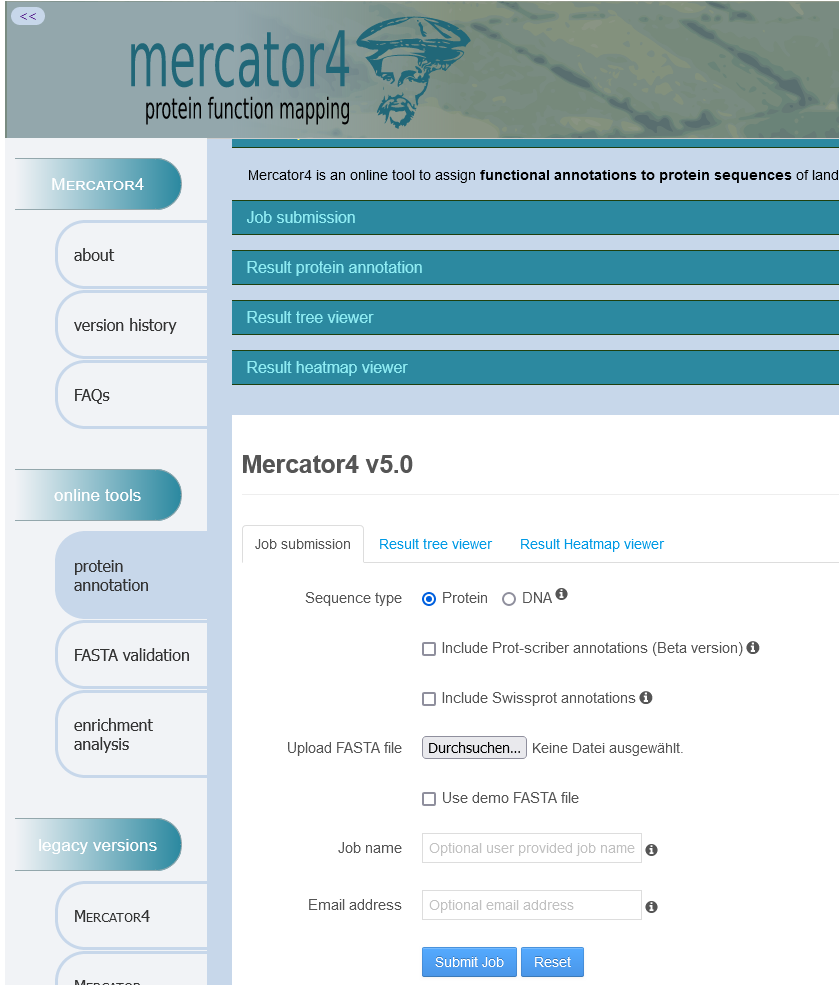 <<
mercator4
protein function mapping
MERCATOR4
about
version history
FAQs
online tools
protein
annotation
FASTA validation
enrichment
analysis
legacy versions
MERCATOR4
Mercator4 is an online tool to assign functional annotations to protein sequences of land
Job submission
Result protein annotation
Result tree viewer
Result heatmap viewer
Mercator4 v5.0
Job submission Result tree viewer Result Heatmap viewer
Sequence type Protein DNA
Include Prot-scriber annotations (Beta version)
Include Swissprot annotations
Upload FASTA file Durchsuchen... Keine Datei ausgewählt.
Use demo FASTA file
Job name Optional user provided job name
Email address Optional email address
Submit Job Reset